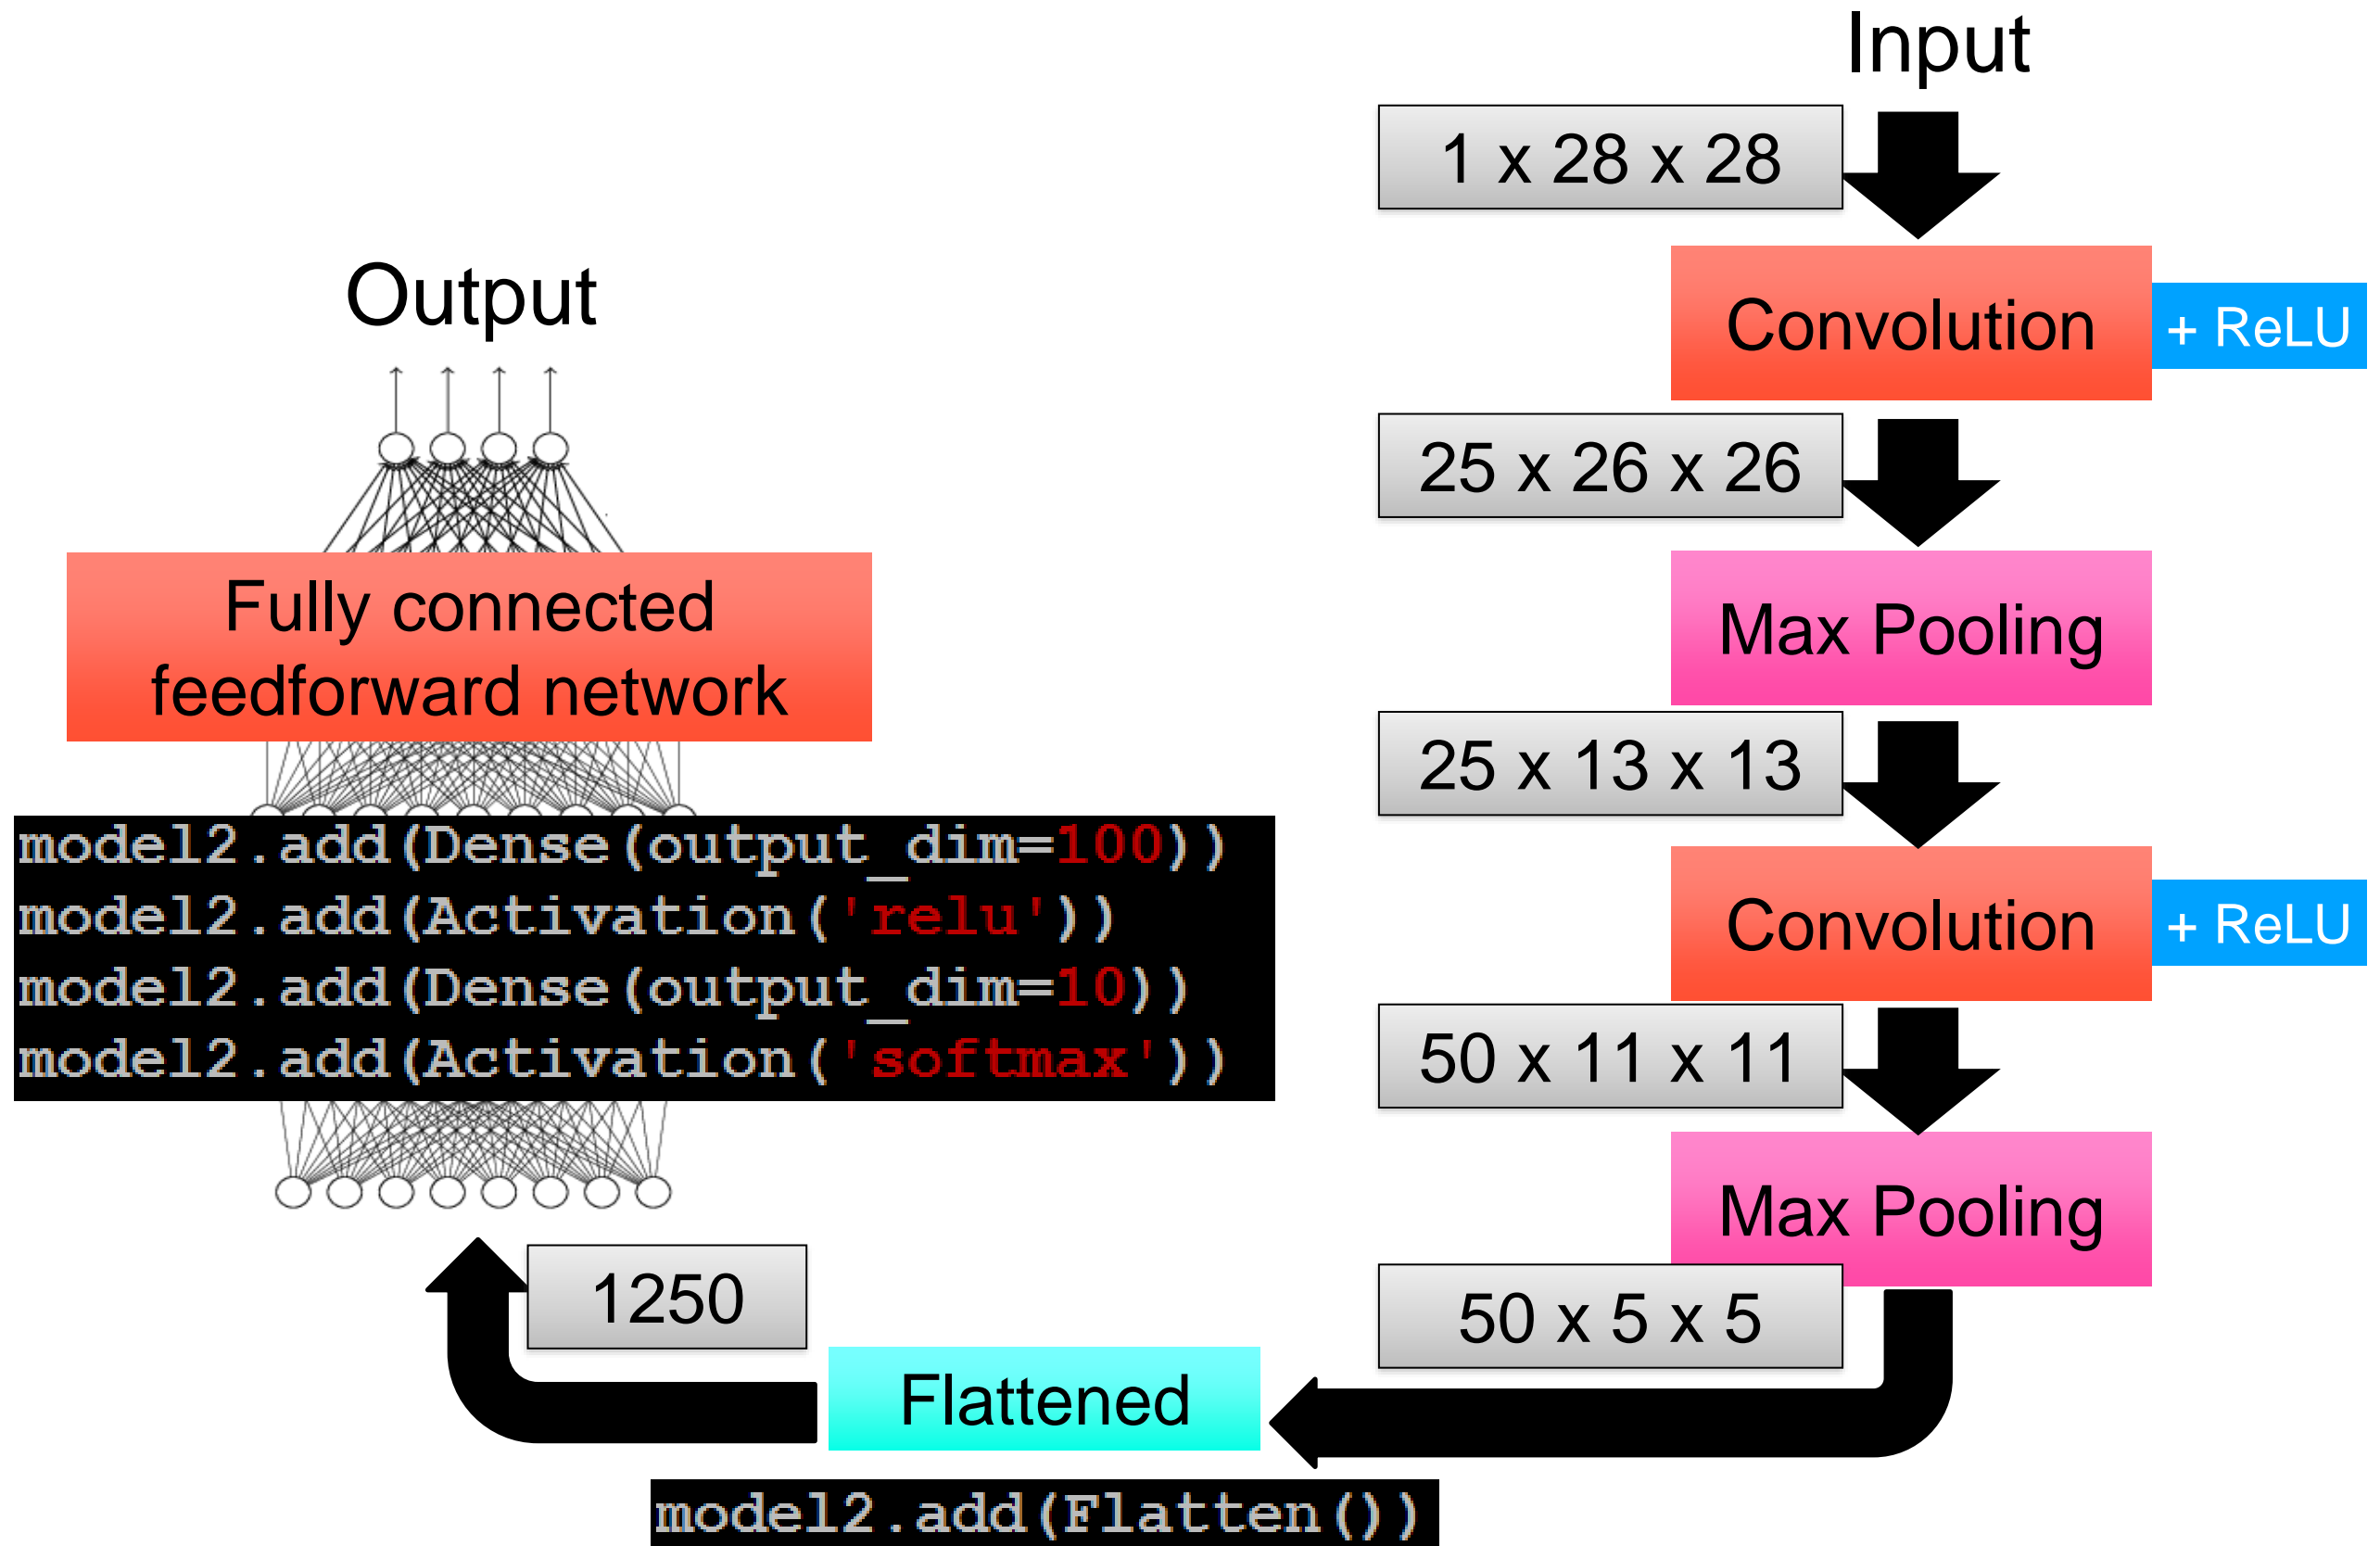 Input
1 x 28 x 28
Convolution
+ ReLU
25 x 26 x 26
Max Pooling
25 x 13 x 13
Convolution
+ ReLU
50 x 11 x 11
Max Pooling
50 x 5 x 5
Flattened
model2.add(Flatten())
1250
Output
Fully connected
feedforward network
model2.add(Dense(output_dim=100))
model2.add(Activation('relu'))
model2.add(Dense(output_dim=10))
model2.add(Activation('softmax'))